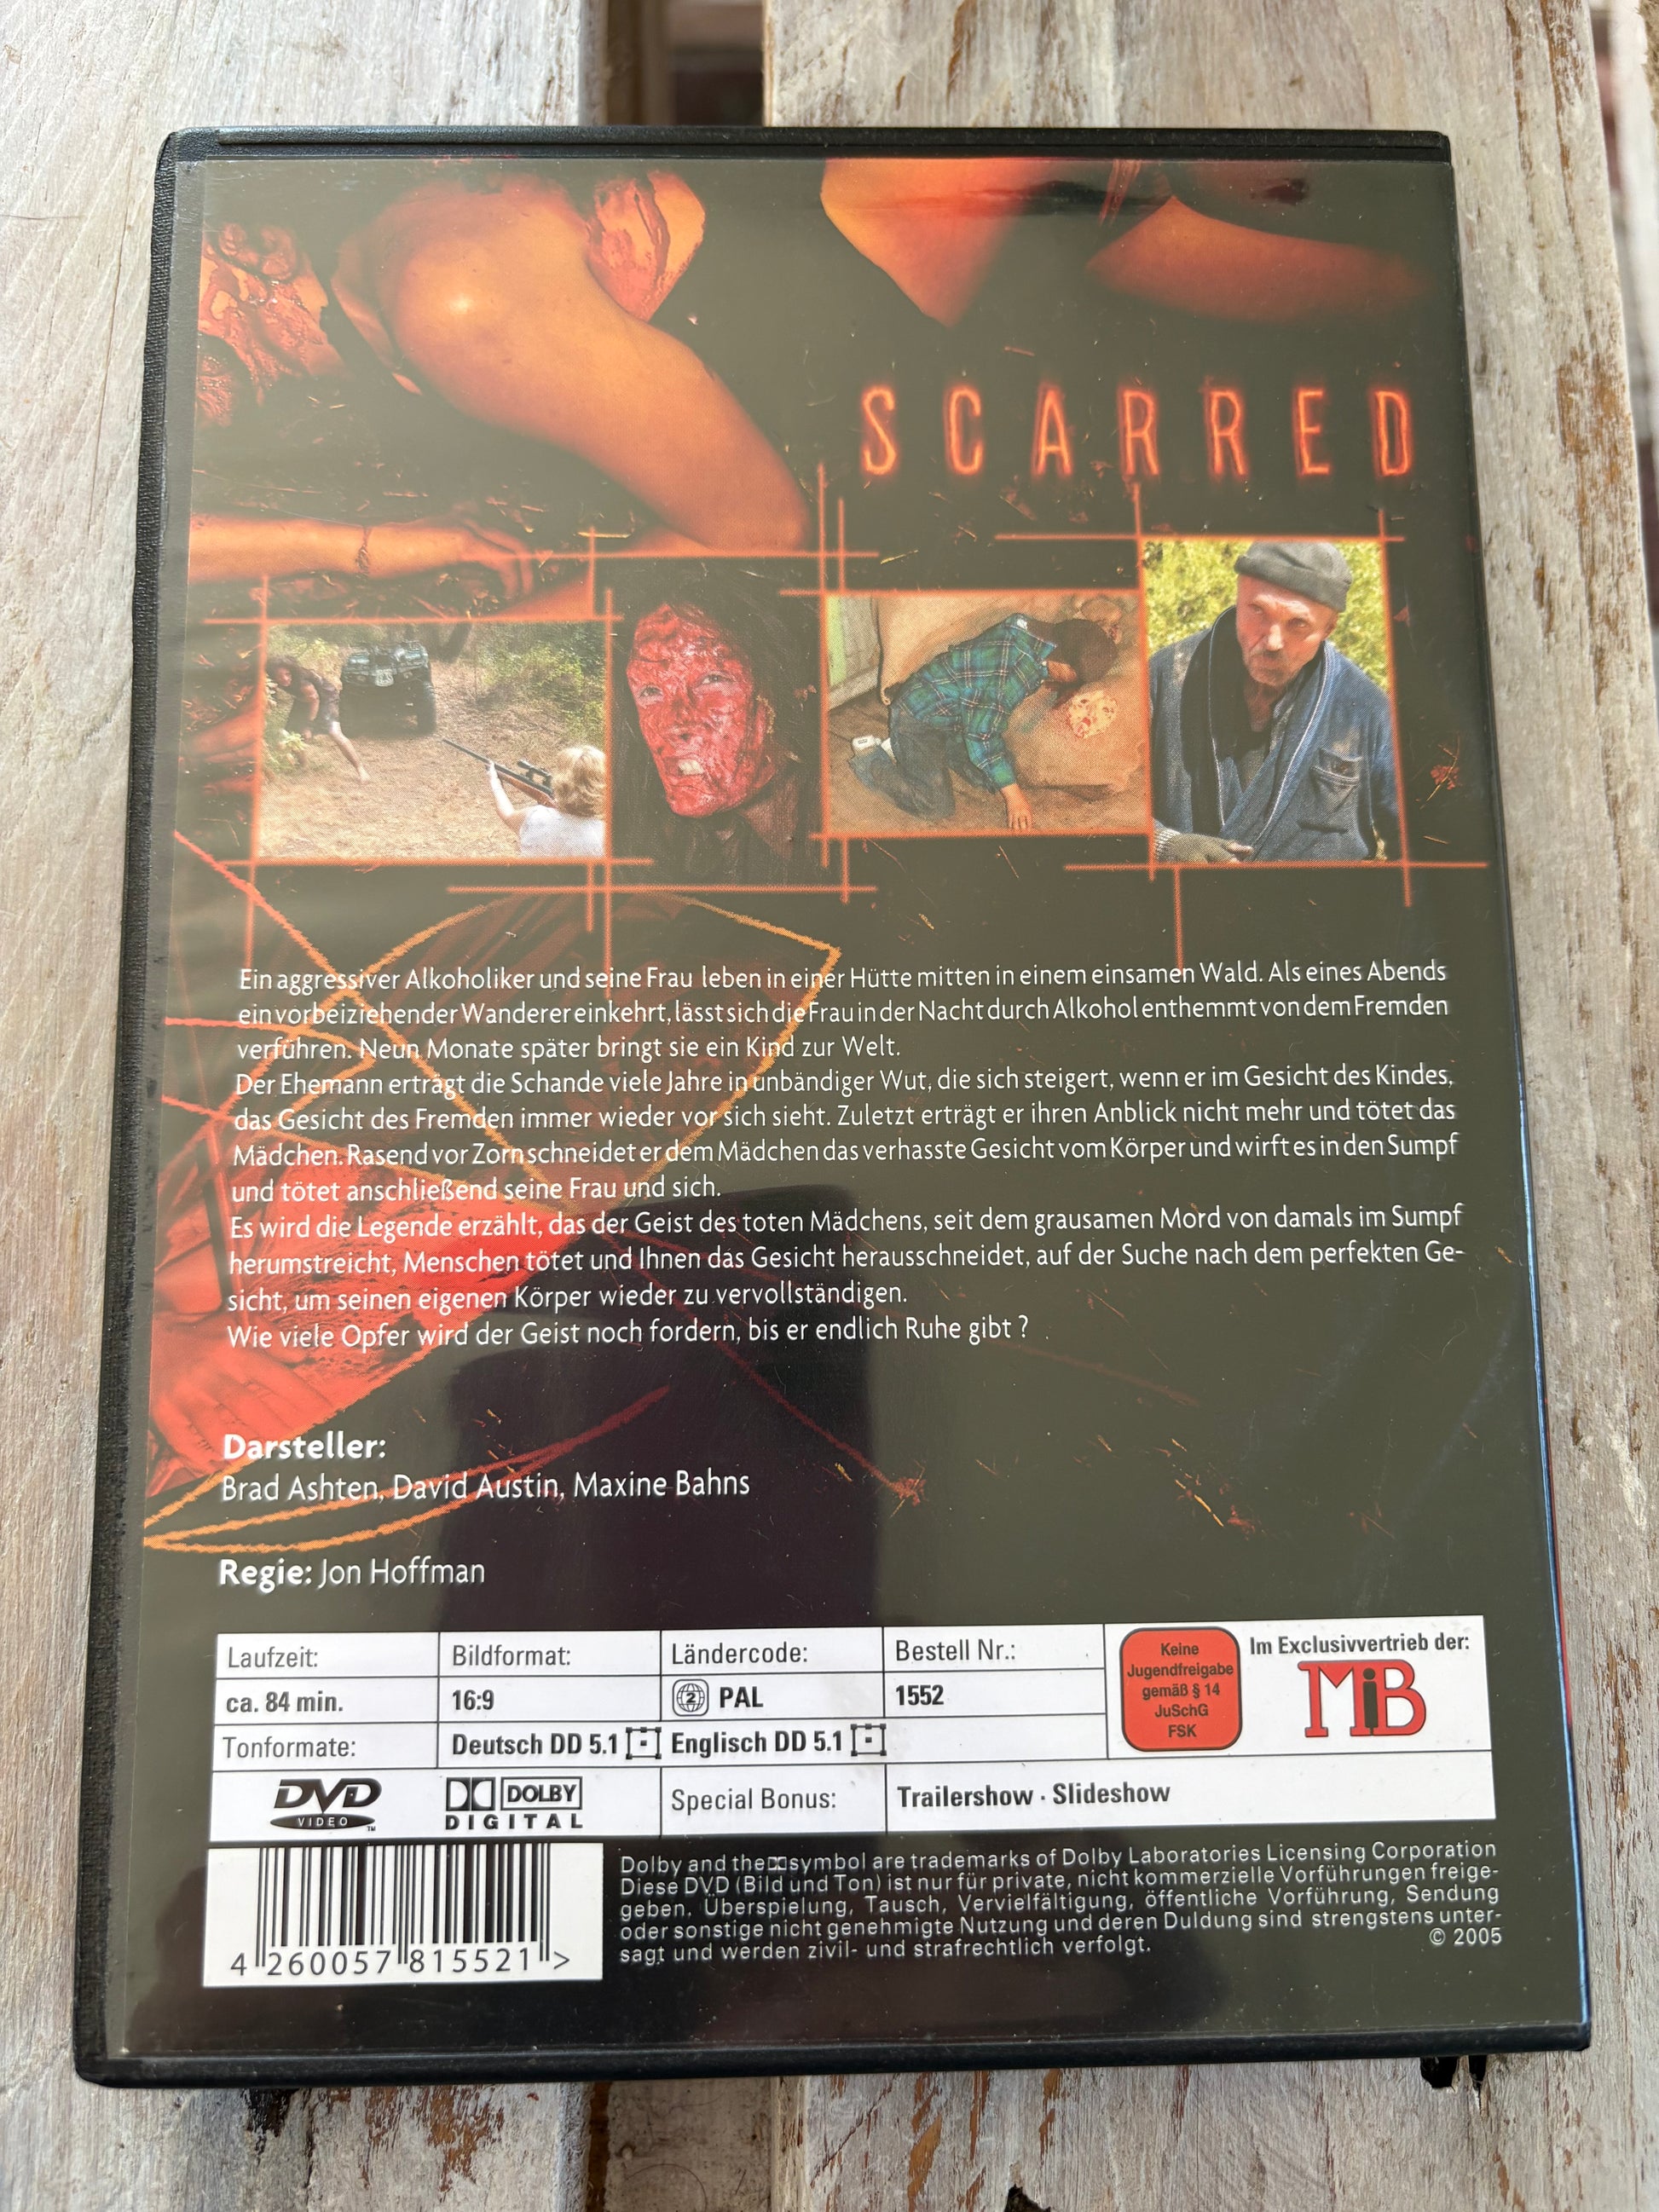 SCARRED
Ein aggressiver Alkoholiker und seine Frau leben in einer Hütte mitten in einem einsamen Wald. Als eines Abends
ein vorbeiziehender Wanderer einkehrt, lässt sich die Frau in der Nacht durch Alkohol enthemmt von dem Fremden
verführen. Neun Monate später bringt sie ein Kind zur Welt.
Der Ehemann erträgt die Schande viele Jahre in unbändiger Wut, die sich steigert, wenn er im Gesicht des Kindes,
das Gesicht des Fremden immer wieder vor sich sieht. Zuletzt erträgt er ihren Anblick nicht mehr und tötet das
Mädchen. Rasend vor Zorn schneidet er dem Mädchen das verhasste Gesicht vom Körper und wirft es in den Sumpf
und tötet anschließend seine Frau und sich.
Es wird die Legende erzählt, das der Geist des toten Mädchens, seit dem grausamen Mord von damals im Sumpf
herumstreicht, Menschen tötet und Ihnen das Gesicht herausschneidet, auf der Suche nach dem perfekten Ge-
sicht, um seinen eigenen Körper wieder zu vervollständigen.
Wie viele Opfer wird der Geist noch fordern, bis er endlich Ruhe gibt ?
Darsteller:
Brad Ashten, David Austin, Maxine Bahns
Regie: Jon Hoffman
Laufzeit: Bildformat: Ländercode: Bestell Nr.:
ca. 84 min. 16:9 2 PAL 1552
Tonformate: Deutsch DD 5.1 Englisch DD 5.1
Keine
Jugendfreigabe
gemäß § 14
JuSchG
FSK
Im Exclusivvertrieb der:
MiB
DVD
VIDEO
TM
DOLBY
DIGITAL
Special Bonus: Trailershow · Slideshow
4 260057 815521 >
Dolby and the symbol are trademarks of Dolby Laboratories Licensing Corporation
Diese DVD (Bild und Ton) ist nur für private, nicht kommerzielle Vorführungen freige-
geben. Überspielung, Tausch, Vervielfältigung, öffentliche Vorführung, Sendung
oder sonstige nicht genehmigte Nutzung und deren Duldung sind strengstens unter-
sagt und werden zivil- und strafrechtlich verfolgt.
© 2005